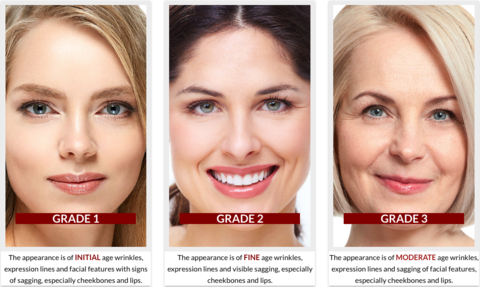 GRADE 1
The appearance is of INITIAL age wrinkles,
expression lines and facial features with signs
of sagging, especially cheekbones and lips.
GRADE 2
The appearance is of FINE age wrinkles,
expression lines and visible sagging, especially
cheekbones and lips.
GRADE 3
The appearance is of MODERATE age wrinkles,
expression lines and sagging of facial features,
especially cheekbones and lips.